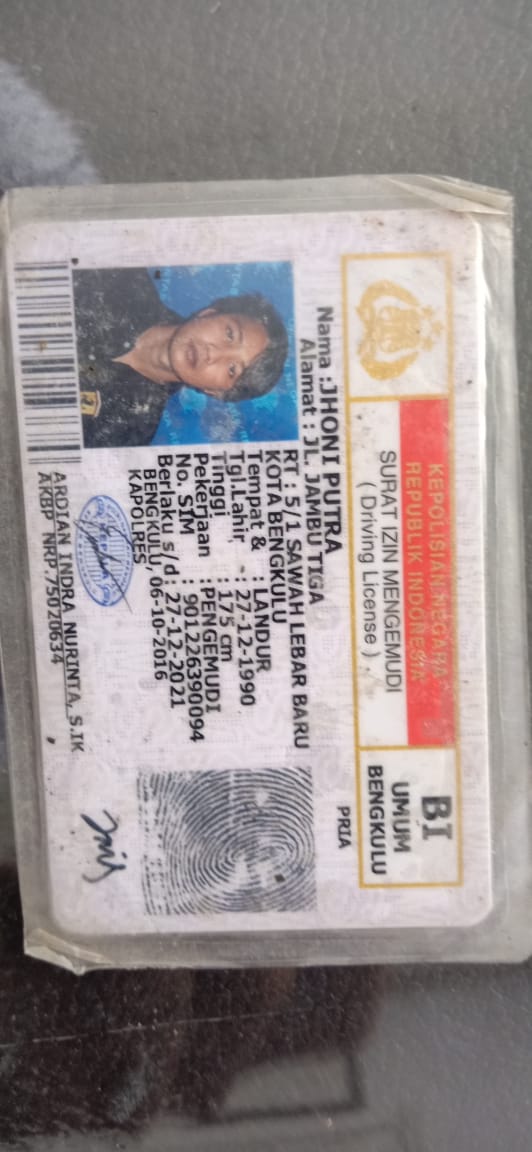 KEPOLISIAN NEGARA
REPUBLIK INDONESIA
SURAT IZIN MENGEMUDI
( Driving License )
BI
UMUM
BENGKULU
PRIA
Nama : JHONI PUTRA
Alamat : JL. JAMBU TIGA
RT : 5/1 SAWAH LEBAR BARU
KOTA BENGKULU
Tempat & : LANDUR
Tgl.Lahir : 27-12-1990
Tinggi : 175 cm
Pekerjaan : PENGEMUDI
No. SIM : 901226390094
Berlaku s/d : 27-12-2021
BENGKULU, 06-10-2016
KAPOLRES
ARDIAN INDRA NURINTA, S.IK
AKBP NRP.75020634